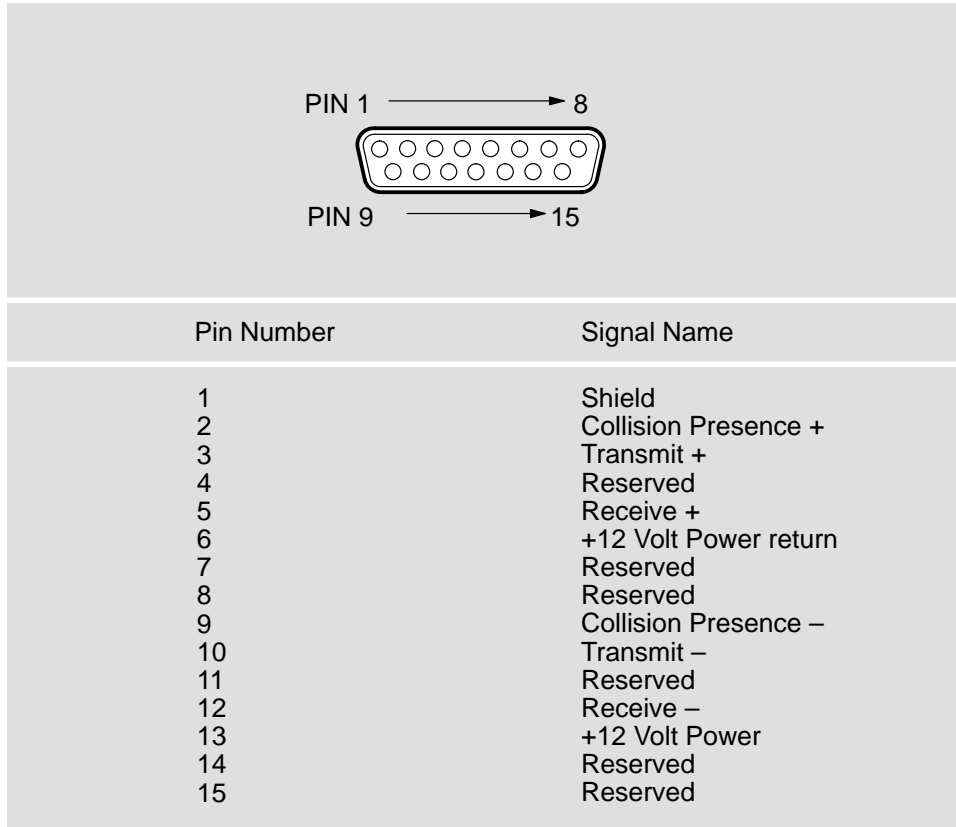 PIN 1 8
PIN 9 15
Pin Number Signal Name
1 Shield
2 Collision Presence +
3 Transmit +
4 Reserved
5 Receive +
6 +12 Volt Power return
7 Reserved
8 Reserved
9 Collision Presence –
10 Transmit –
11 Reserved
12 Receive –
13 +12 Volt Power
14 Reserved
15 Reserved